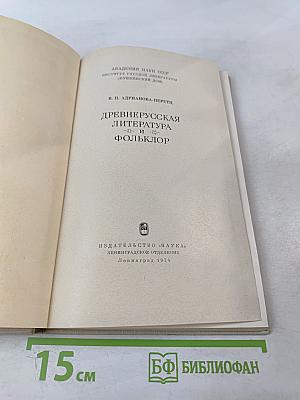 АКАДЕМИЯ НАУК СССР
ИНСТИТУТ РУССКОЙ ЛИТЕРАТУРЫ
(ПУШКИНСКИЙ ДОМ)
В. П. АДРИАНОВА-ПЕРЕТЦ
ДРЕВНЕРУССКАЯ
ЛИТЕРАТУРА
И
ФОЛЬКЛОР
ИЗДАТЕЛЬСТВО «НАУКА»
ЛЕНИНГРАДСКОЕ ОТДЕЛЕНИЕ
Ленинград 1974
15 см
БФ БИБЛИОФАН